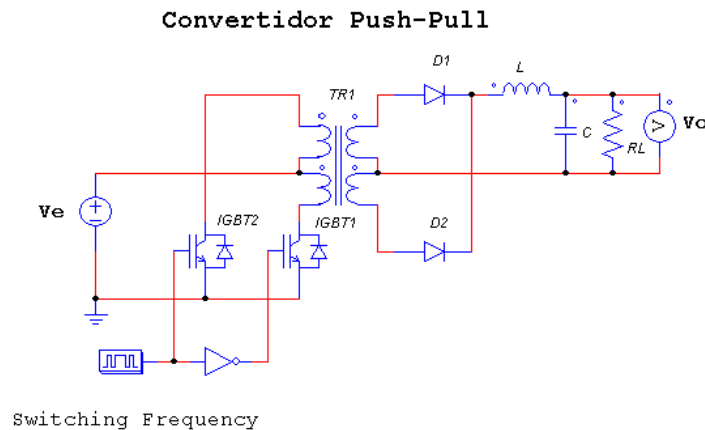 Convertidor Push-Pull
D1
L
TR1
C
RL
V
Vo
Ve
IGBT2
IGBT1
D2
Switching Frequency